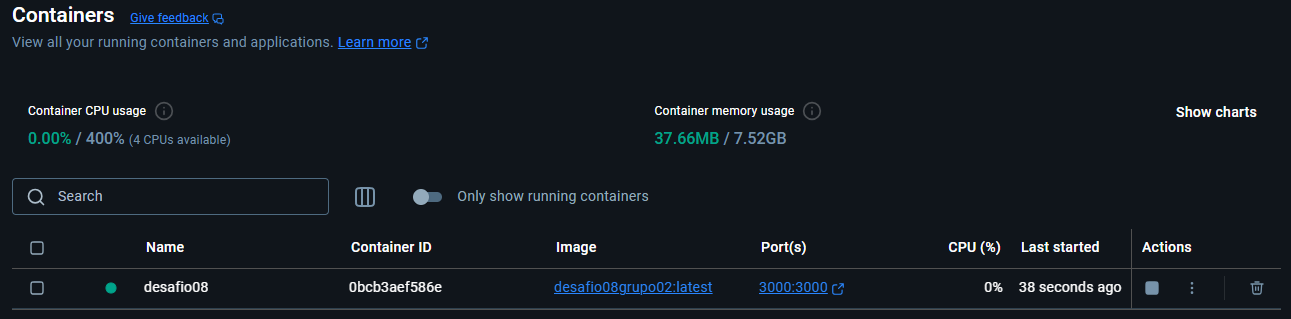 Containers Give feedback
View all your running containers and applications. Learn more
Container CPU usage Container memory usage Show charts
0.00% / 400% (4 CPUs available) 37.66MB / 7.52GB
Search Only show running containers
Name Container ID Image Port(s) CPU (%) Last started Actions
desafio08 0bcb3aef586e desafio08grupo02:latest 3000:3000 0% 38 seconds ago